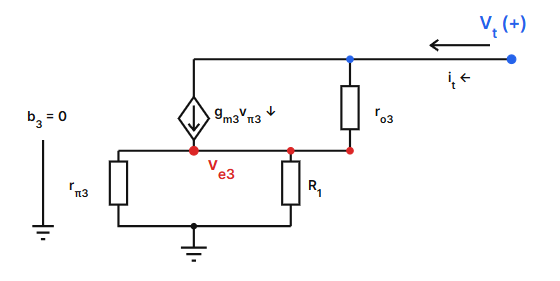 V_t (+)
i_t ←
b_3 = 0
g_m3 v_π3 ↓
r_o3
v_e3
r_π3
R_1